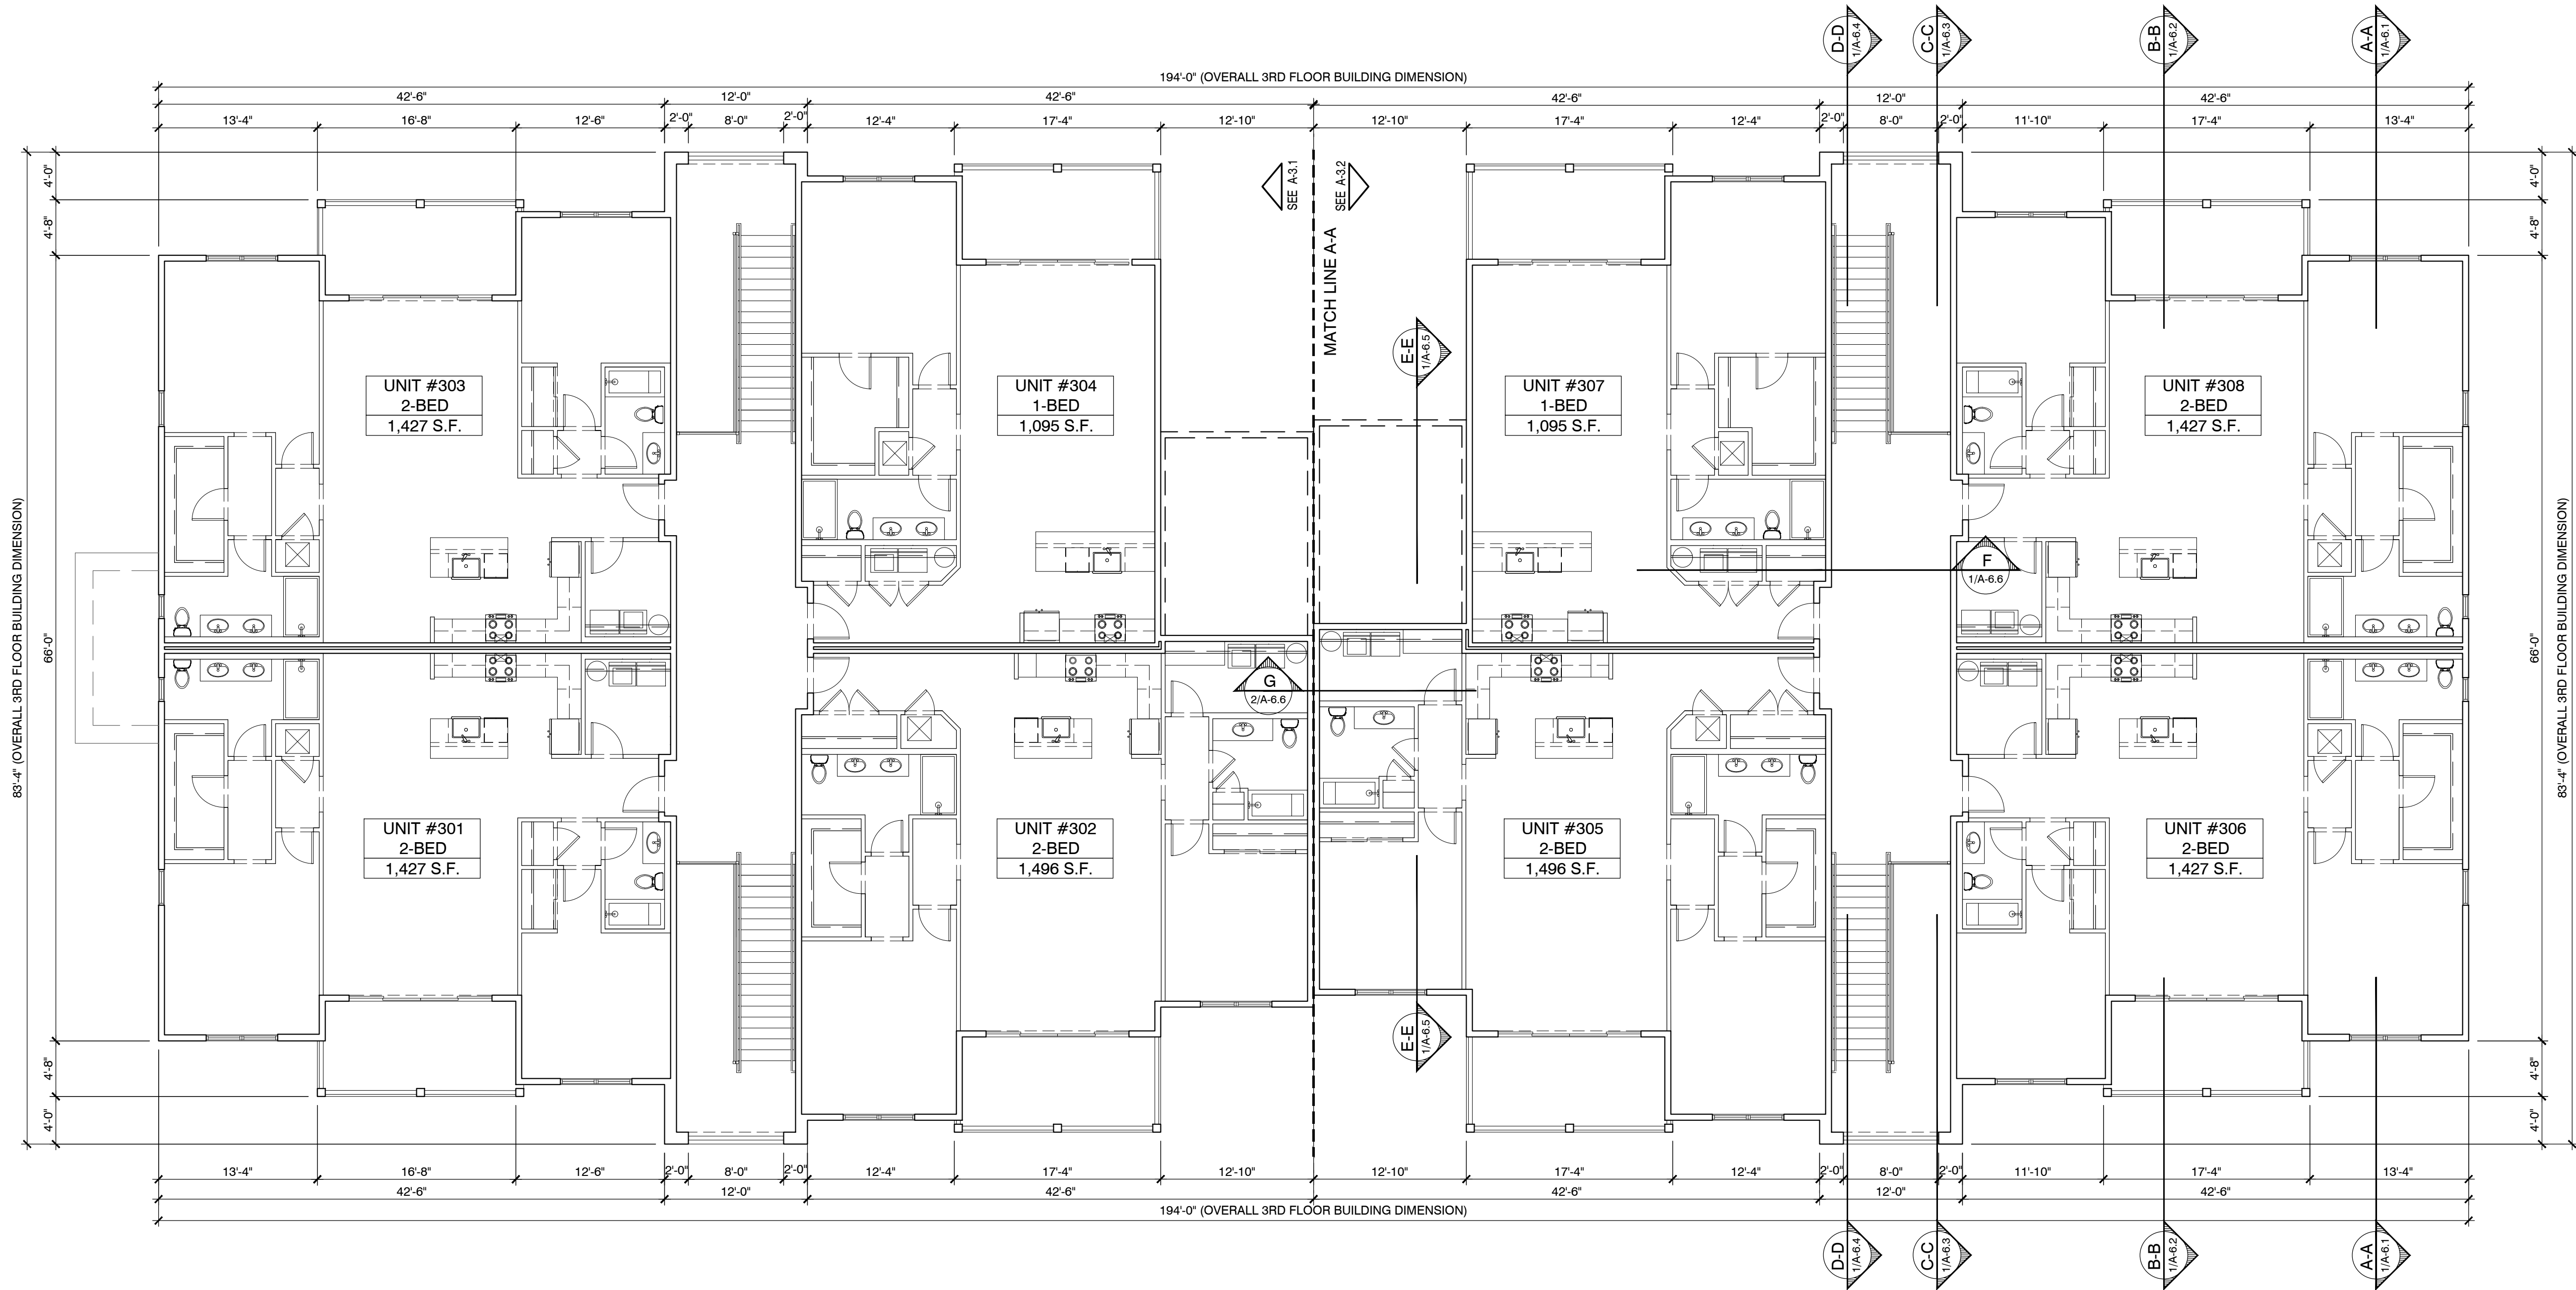 D-D
1/A-6.4
C-C
1/A-6.3
B-B
1/A-6.2
A-A
1/A-6.1
194'-0" (OVERALL 3RD FLOOR BUILDING DIMENSION)
42'-6"
12'-0"
42'-6"
42'-6"
12'-0"
42'-6"
13'-4"
16'-8"
12'-6"
2'-0"
8'-0"
2'-0"
12'-4"
17'-4"
12'-10"
12'-10"
17'-4"
12'-4"
2'-0"
8'-0"
2'-0"
11'-10"
17'-4"
13'-4"
4'-0"
4'-8"
66'-0"
4'-8"
4'-0"
83'-4" (OVERALL 3RD FLOOR BUILDING DIMENSION)
SEE A-3.1
SEE A-3.2
MATCH LINE A-A
E-E
1/A-6.5
UNIT #303
2-BED
1,427 S.F.
UNIT #304
1-BED
1,095 S.F.
UNIT #307
1-BED
1,095 S.F.
UNIT #308
2-BED
1,427 S.F.
F
1/A-6.6
G
2/A-6.6
UNIT #301
2-BED
1,427 S.F.
UNIT #302
2-BED
1,496 S.F.
UNIT #305
2-BED
1,496 S.F.
UNIT #306
2-BED
1,427 S.F.
E-E
1/A-6.5
4'-0"
4'-8"
66'-0"
4'-8"
4'-0"
83'-4" (OVERALL 3RD FLOOR BUILDING DIMENSION)
13'-4"
16'-8"
12'-6"
2'-0"
8'-0"
2'-0"
12'-4"
17'-4"
12'-10"
12'-10"
17'-4"
12'-4"
2'-0"
8'-0"
2'-0"
11'-10"
17'-4"
13'-4"
42'-6"
12'-0"
42'-6"
42'-6"
12'-0"
42'-6"
194'-0" (OVERALL 3RD FLOOR BUILDING DIMENSION)
D-D
1/A-6.4
C-C
1/A-6.3
B-B
1/A-6.2
A-A
1/A-6.1